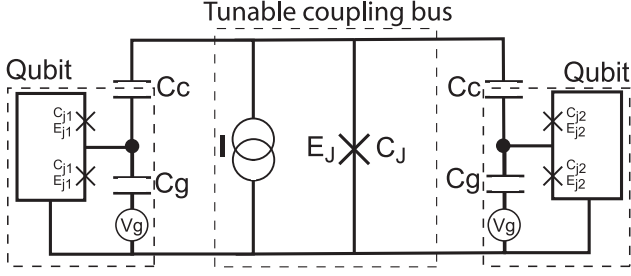 Tunable coupling bus
Qubit
Qubit
Cc
Cc
Cj1
Ej1
Cj2
Ej2
I
EJ
CJ
Cj1
Ej1
Cg
Cg
Cj2
Ej2
Vg
Vg